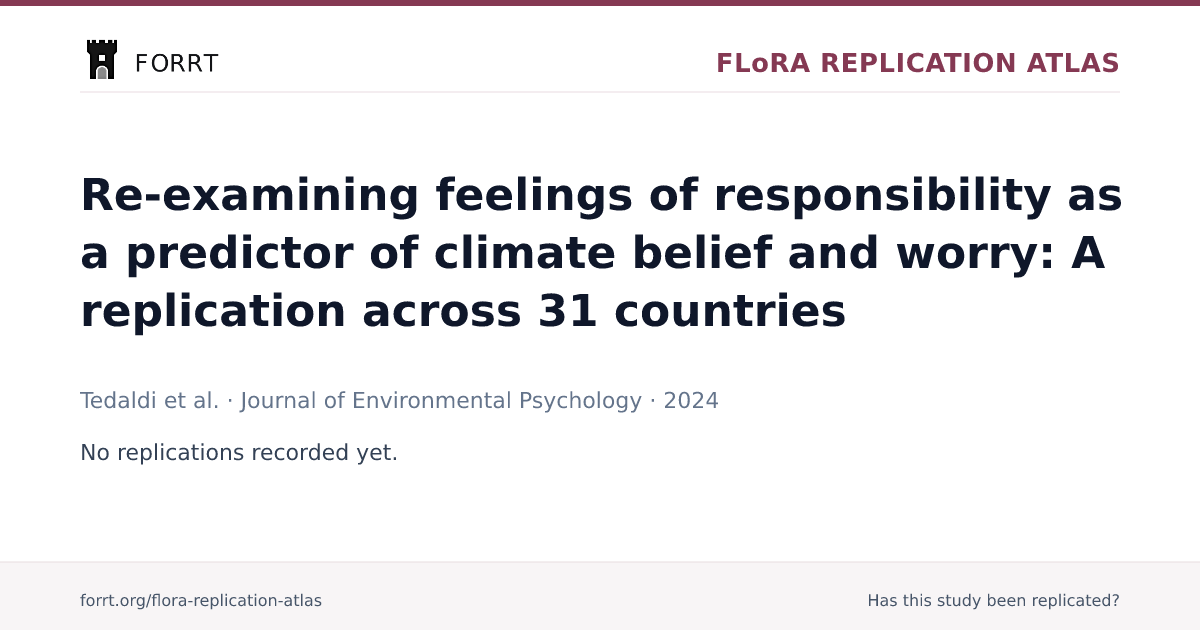 FORRT
FLoRA REPLICATION ATLAS
Re-examining feelings of responsibility as
a predictor of climate belief and worry: A
replication across 31 countries
Tedaldi et al. · Journal of Environmental Psychology · 2024
No replications recorded yet.
forrt.org/flora-replication-atlas
Has this study been replicated?